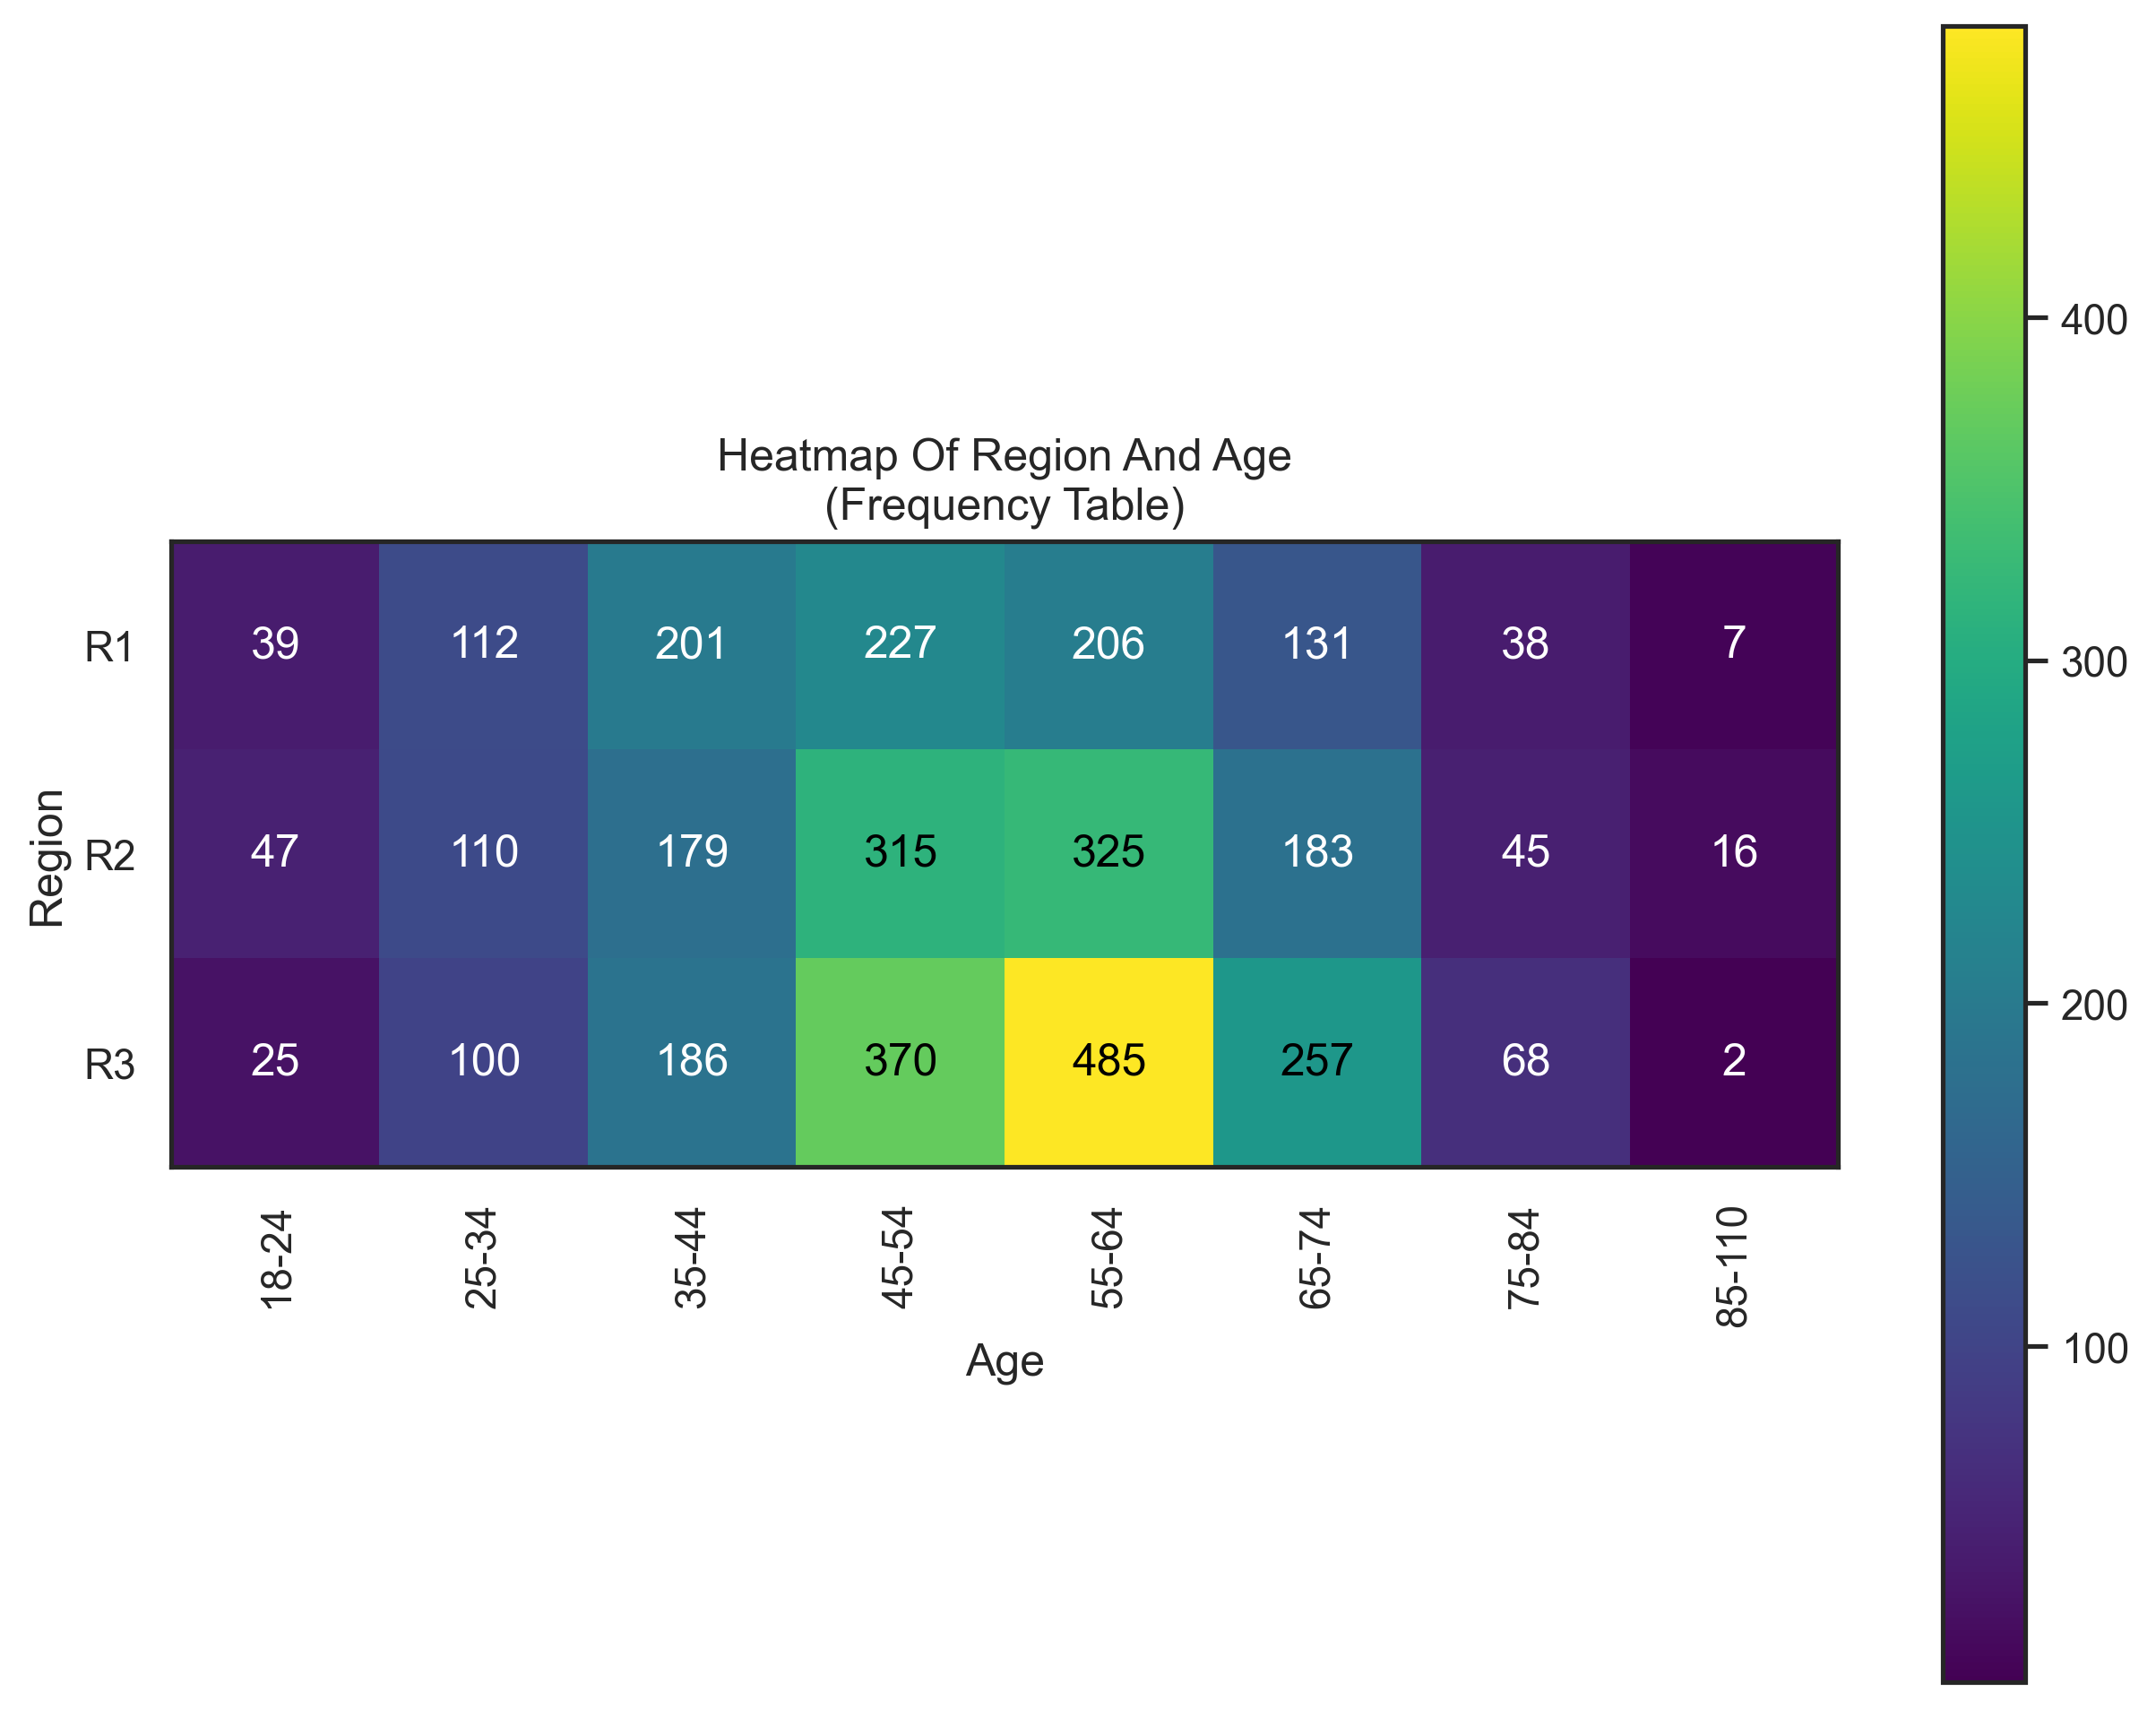 Heatmap Of Region And Age
(Frequency Table)
R1 39 112 201 227 206 131 38 7
R2 47 110 179 315 325 183 45 16
R3 25 100 186 370 485 257 68 2
18-24 25-34 35-44 45-54 55-64 65-74 75-84 85-110
Age
Region
400
300
200
100